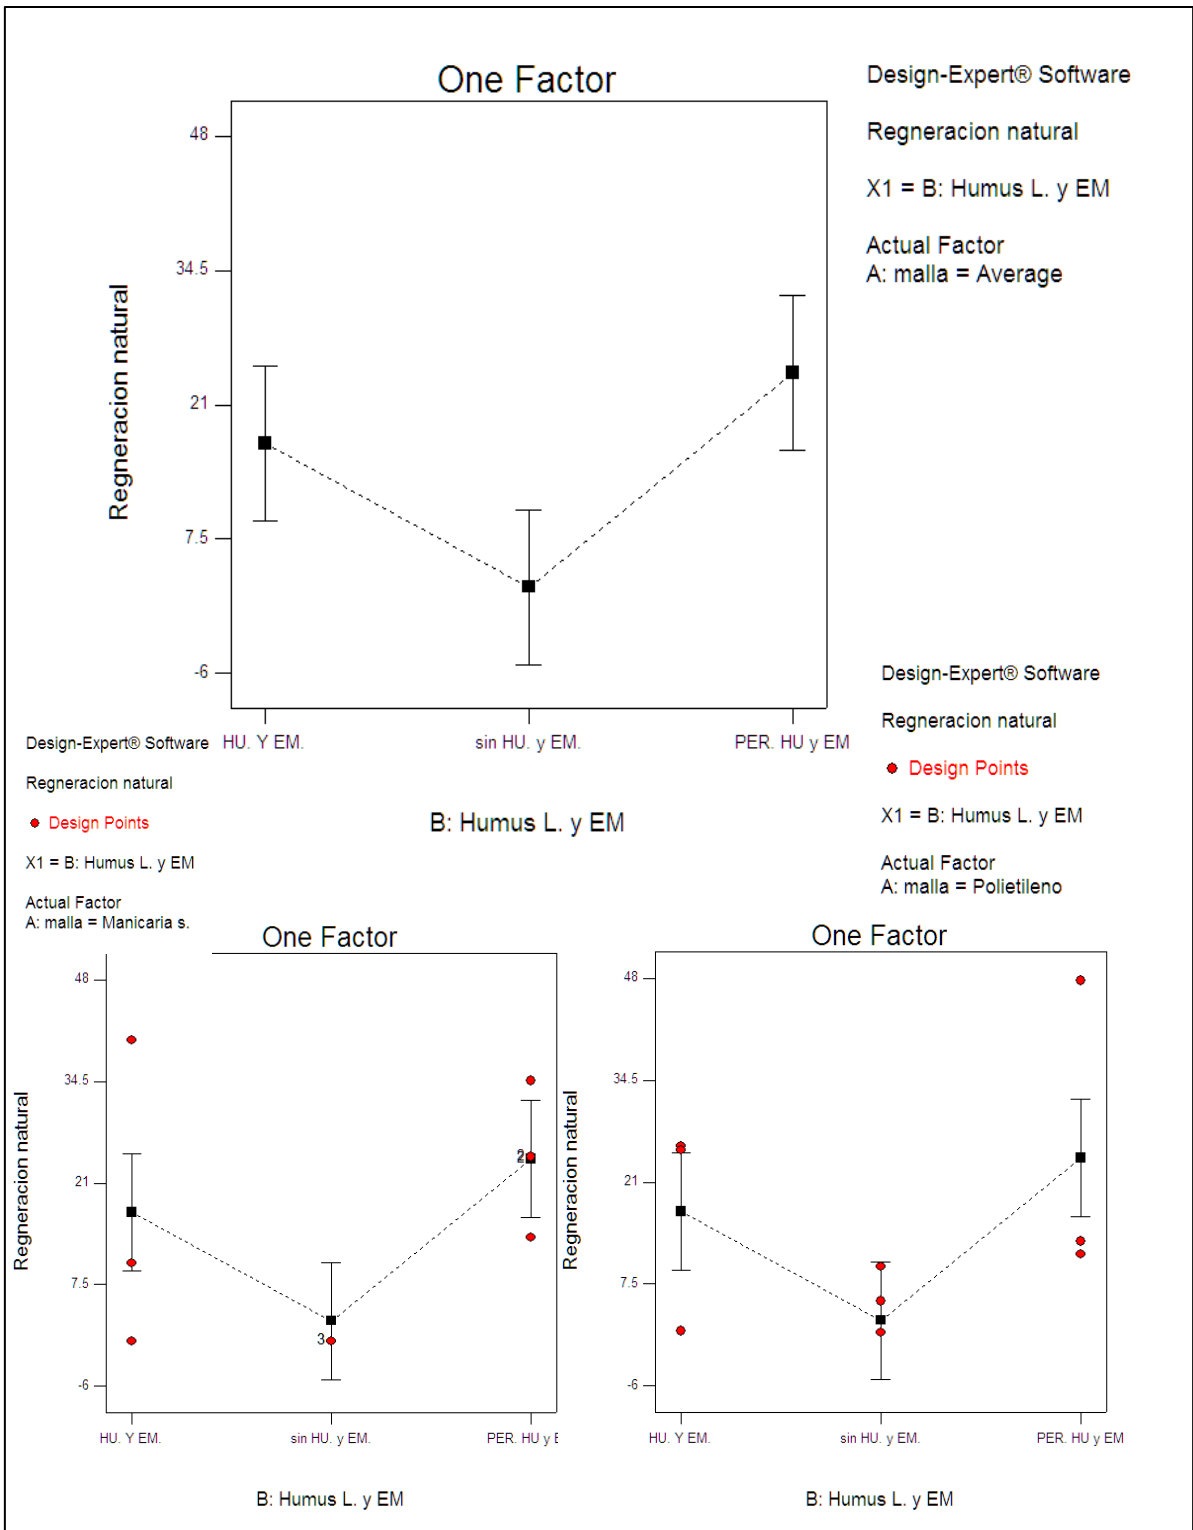 One Factor
Design-Expert® Software
Regneracion natural
X1 = B: Humus L. y EM
Actual Factor
A: malla = Average
Regneracion natural
48
34.5
21
7.5
-6
HU. Y EM.
sin HU. y EM.
PER. HU y EM
B: Humus L. y EM
Design-Expert® Software
Regneracion natural
Design Points
X1 = B: Humus L. y EM
Actual Factor
A: malla = Manicaria s.
One Factor
Regneracion natural
48
34.5
21
7.5
-6
2
3
HU. Y EM.
sin HU. y EM.
PER. HU y E
B: Humus L. y EM
Design-Expert® Software
Regneracion natural
Design Points
X1 = B: Humus L. y EM
Actual Factor
A: malla = Polietileno
One Factor
Regneracion natural
48
34.5
21
7.5
-6
HU. Y EM.
sin HU. y EM.
PER. HU y EM
B: Humus L. y EM